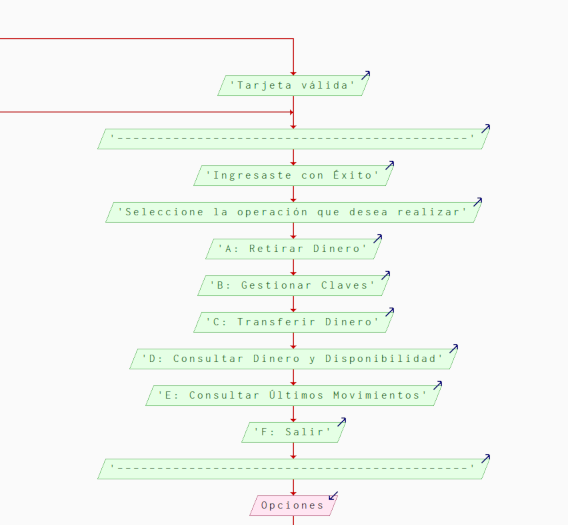 'Tarjeta válida'
'--------------------------------------------'
'Ingresaste con Éxito'
'Seleccione la operación que desea realizar'
'A: Retirar Dinero'
'B: Gestionar Claves'
'C: Transferir Dinero'
'D: Consultar Dinero y Disponibilidad'
'E: Consultar Últimos Movimientos'
'F: Salir'
'--------------------------------------------'
Opciones